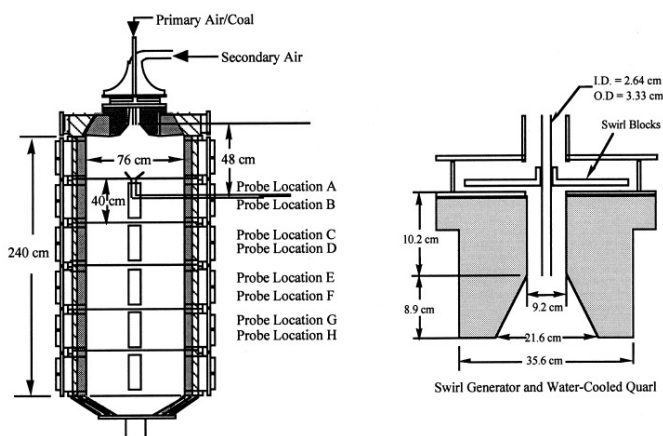 Primary Air/Coal
Secondary Air
76 cm
48 cm
Probe Location A
40 cm
Probe Location B
Probe Location C
240 cm
Probe Location D
Probe Location E
Probe Location F
Probe Location G
Probe Location H
I.D. = 2.64 cm
O.D = 3.33 cm
Swirl Blocks
10.2 cm
8.9 cm
9.2 cm
21.6 cm
35.6 cm
Swirl Generator and Water-Cooled Quarl